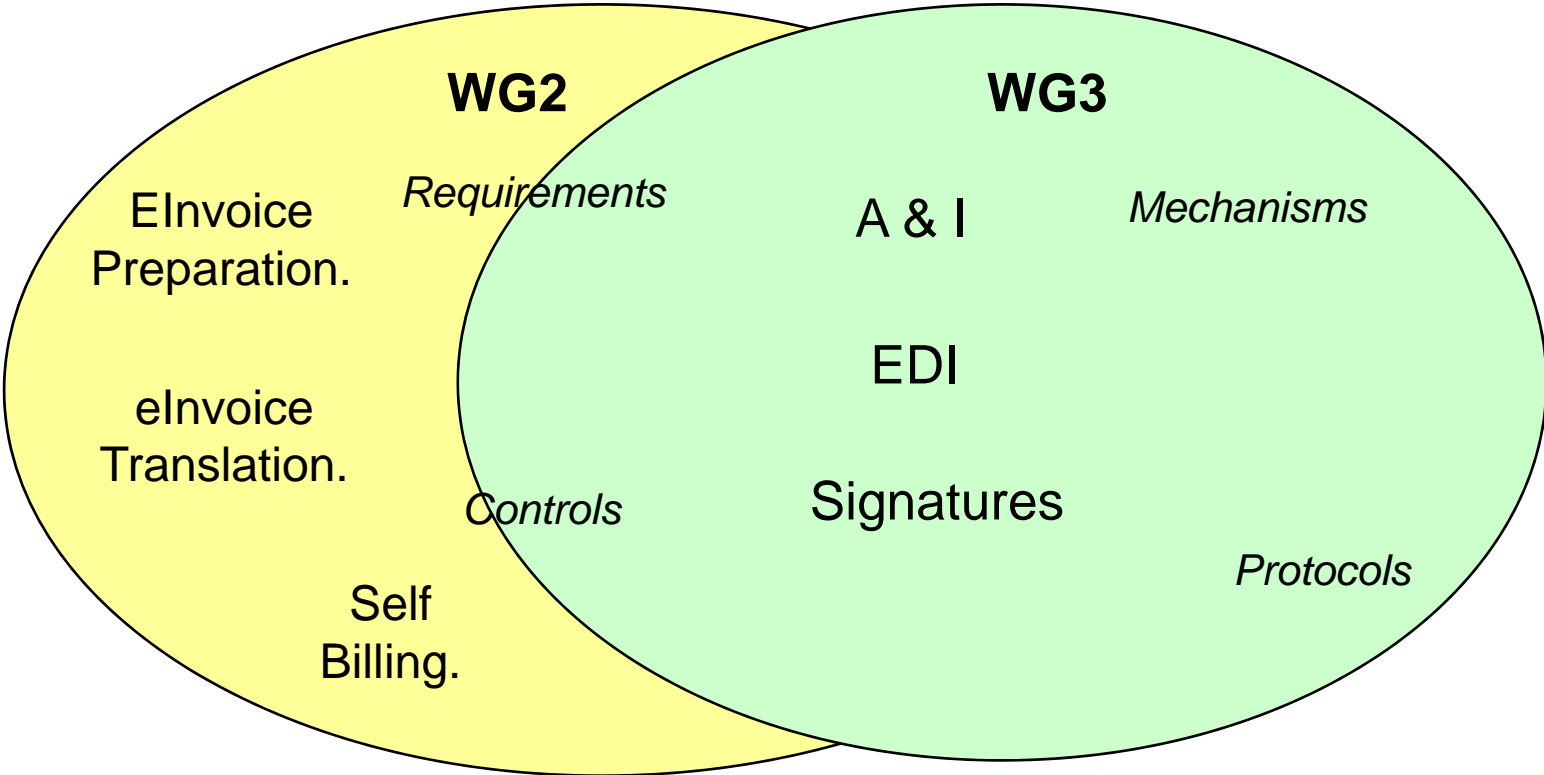 WG2
WG3
Requirements
EInvoice
Preparation.
A & I
Mechanisms
EDI
eInvoice
Translation.
Controls
Signatures
Protocols
Self
Billing.